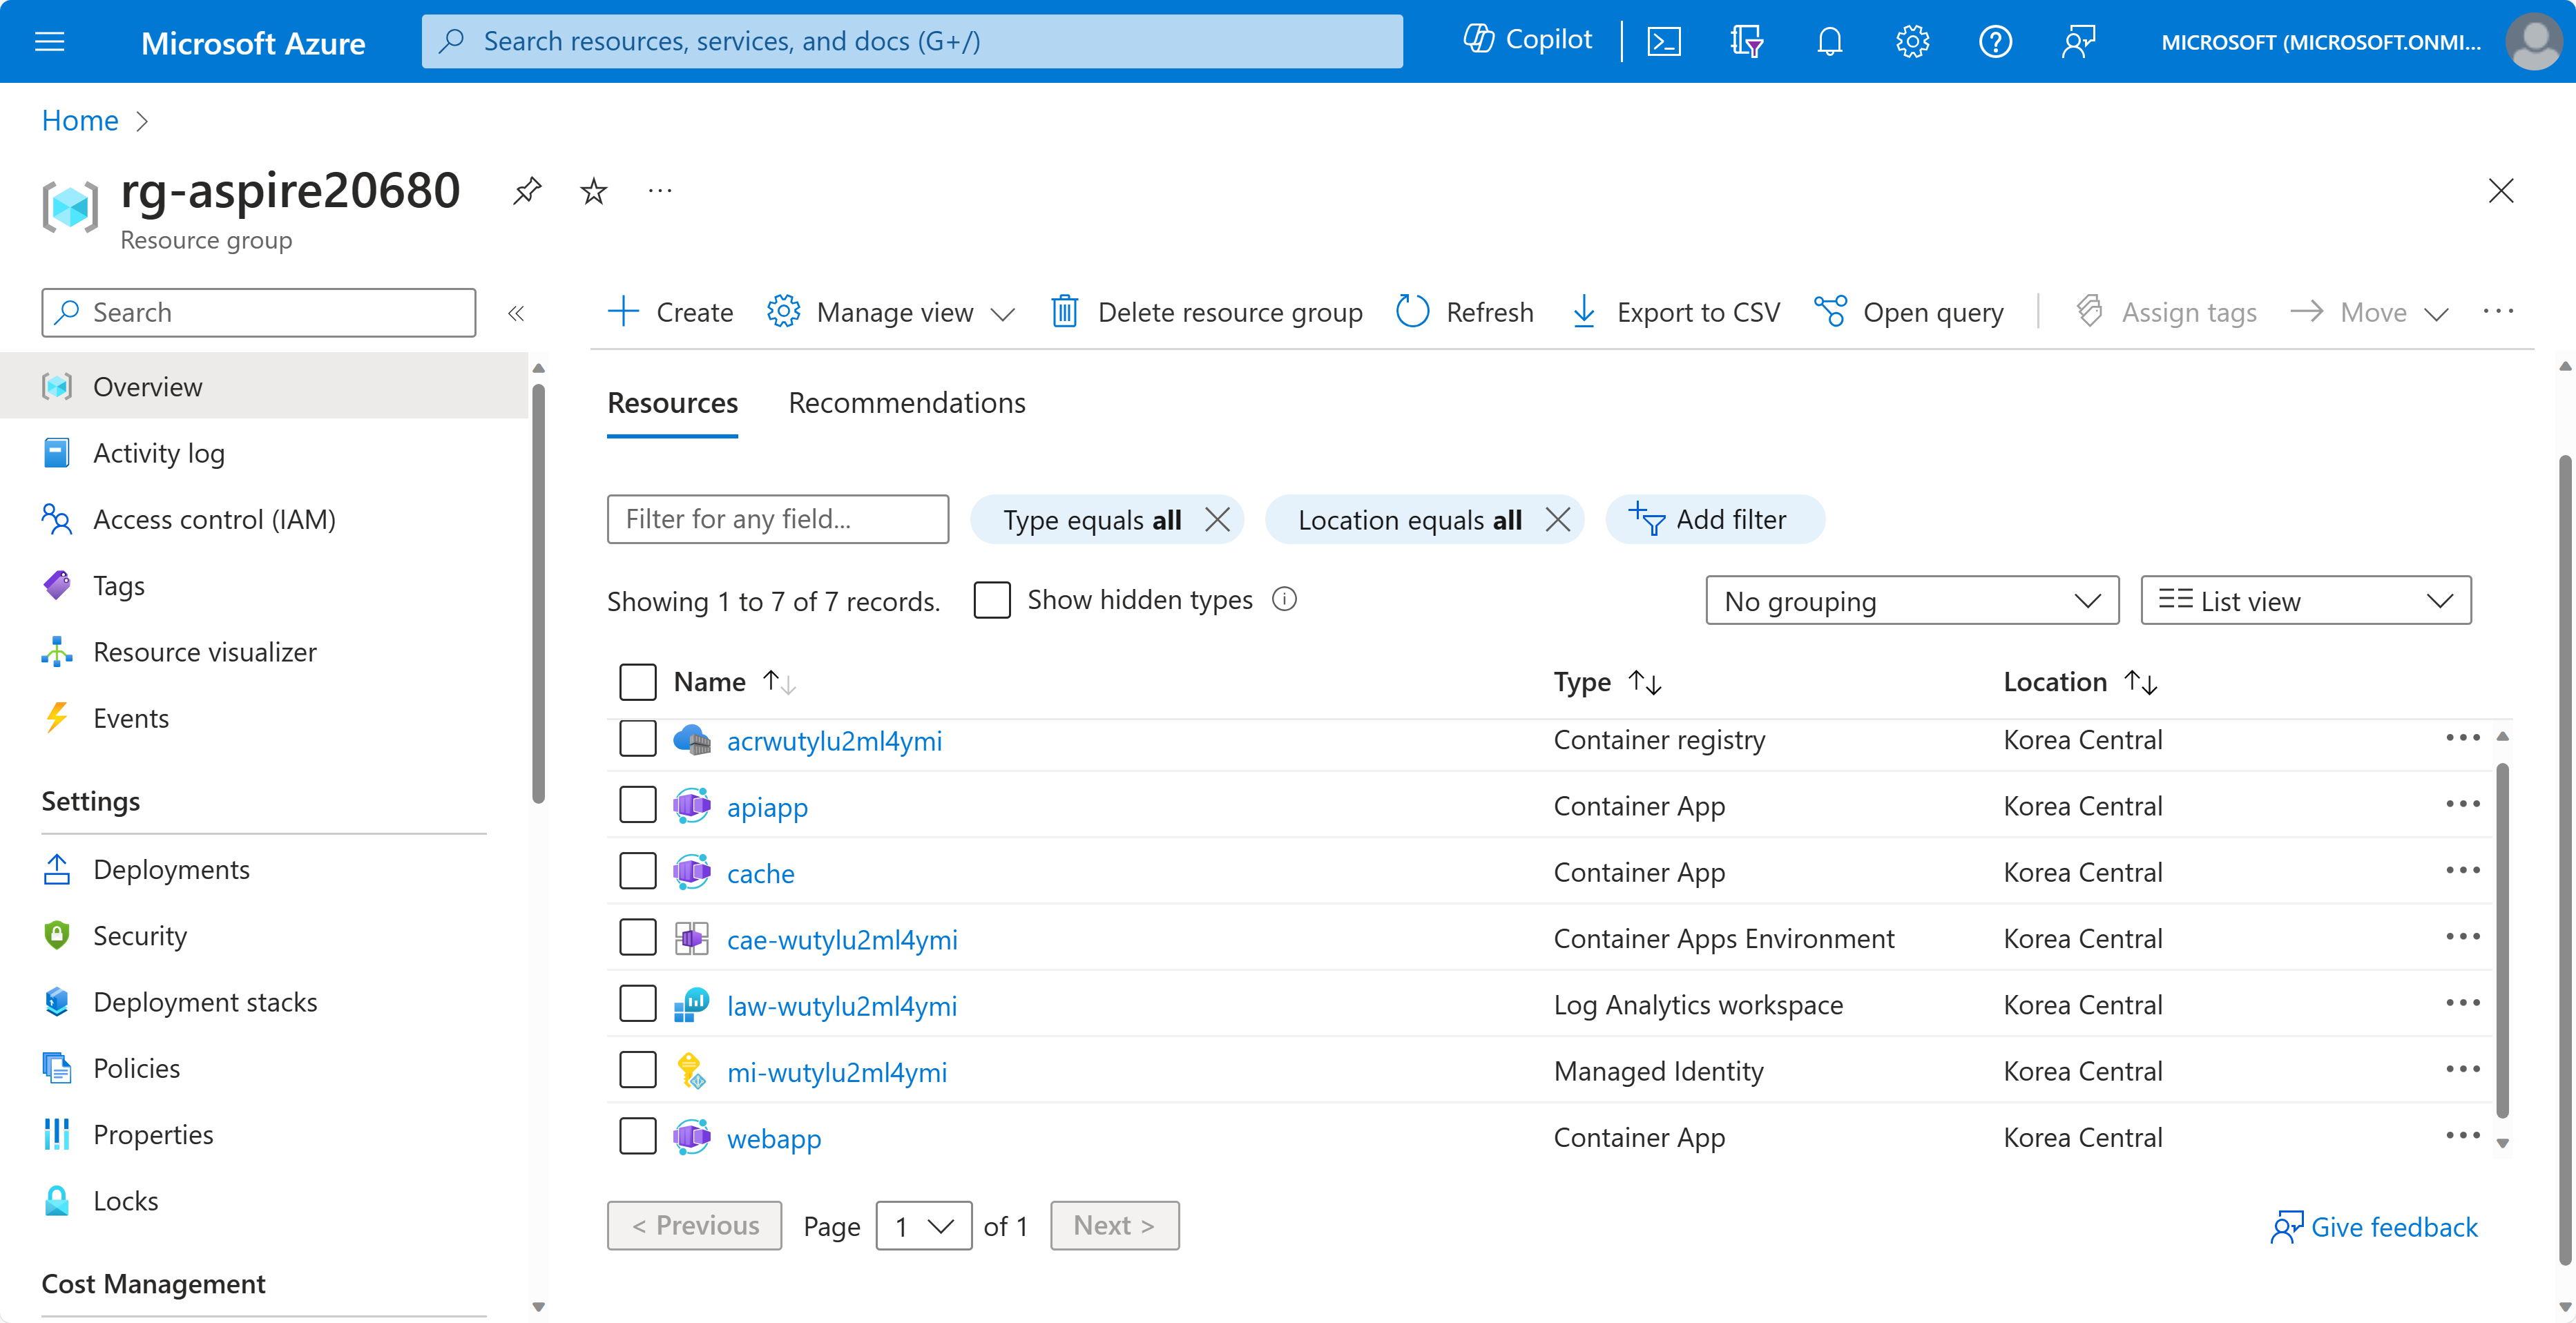 Microsoft Azure
Search resources, services, and docs (G+/)
Copilot
MICROSOFT (MICROSOFT.ONMI...
Home
rg-aspire20680
Resource group
Search
Create
Manage view
Delete resource group
Refresh
Export to CSV
Open query
Assign tags
Move
Overview
Activity log
Access control (IAM)
Tags
Resource visualizer
Events
Settings
Deployments
Security
Deployment stacks
Policies
Properties
Locks
Cost Management
Resources
Recommendations
Filter for any field...
Type equals all
Location equals all
Add filter
Showing 1 to 7 of 7 records.
Show hidden types
No grouping
List view
Name Type Location
acrwutylu2ml4ymi Container registry Korea Central
apiapp Container App Korea Central
cache Container App Korea Central
cae-wutylu2ml4ymi Container Apps Environment Korea Central
law-wutylu2ml4ymi Log Analytics workspace Korea Central
mi-wutylu2ml4ymi Managed Identity Korea Central
webapp Container App Korea Central
< Previous Page 1 of 1 Next >
Give feedback